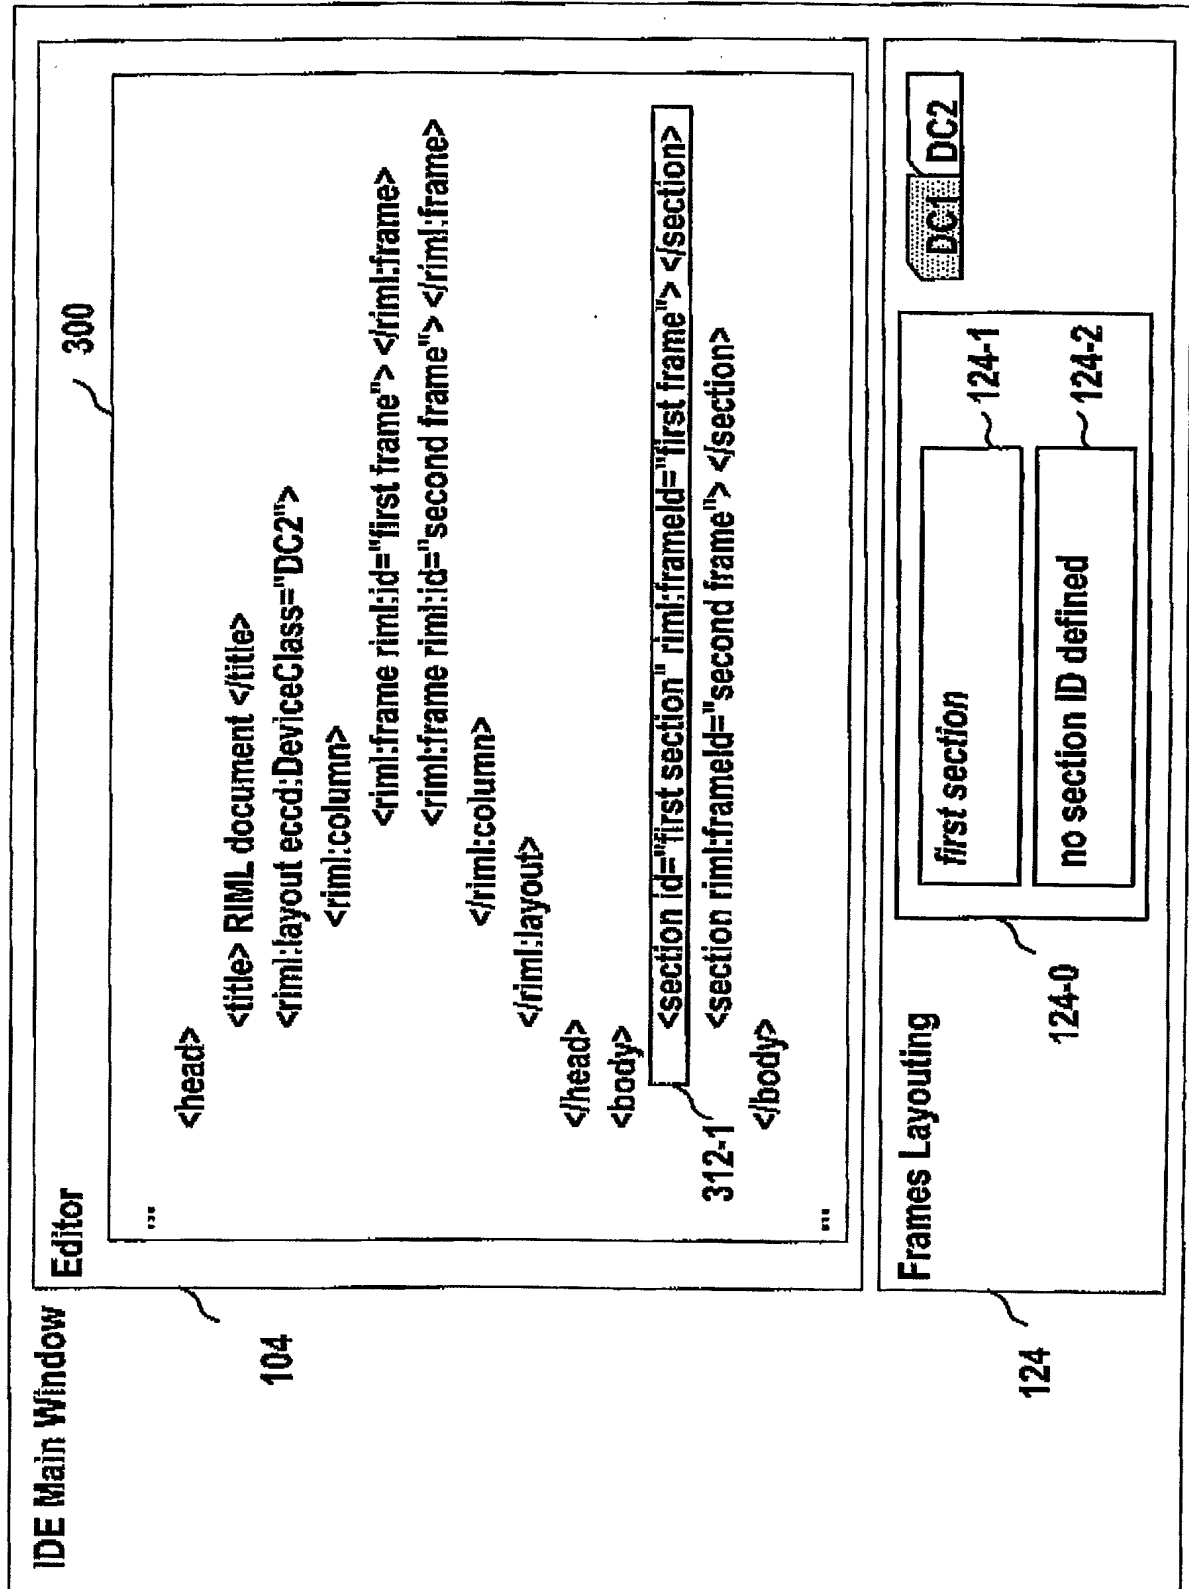 IDE Main Window
Editor
300
"'
<head>
<title> RIML document </title>
<riml:layout eccd:DeviceClass="DC2">
<riml:column>
<riml:frame riml:id="first frame"> </riml:frame>
<riml:frame riml:id="second frame"> </riml:frame>
</riml:column>
</riml:layout>
</head>
<body>
<section id="first section" riml:frameId="first frame"> </section>
312-1
<section riml:frameId="second frame"> </section>
</body>
"'
104
Frames Layouting
DC1
DC2
first section
124-1
no section ID defined
124-2
124-0
124